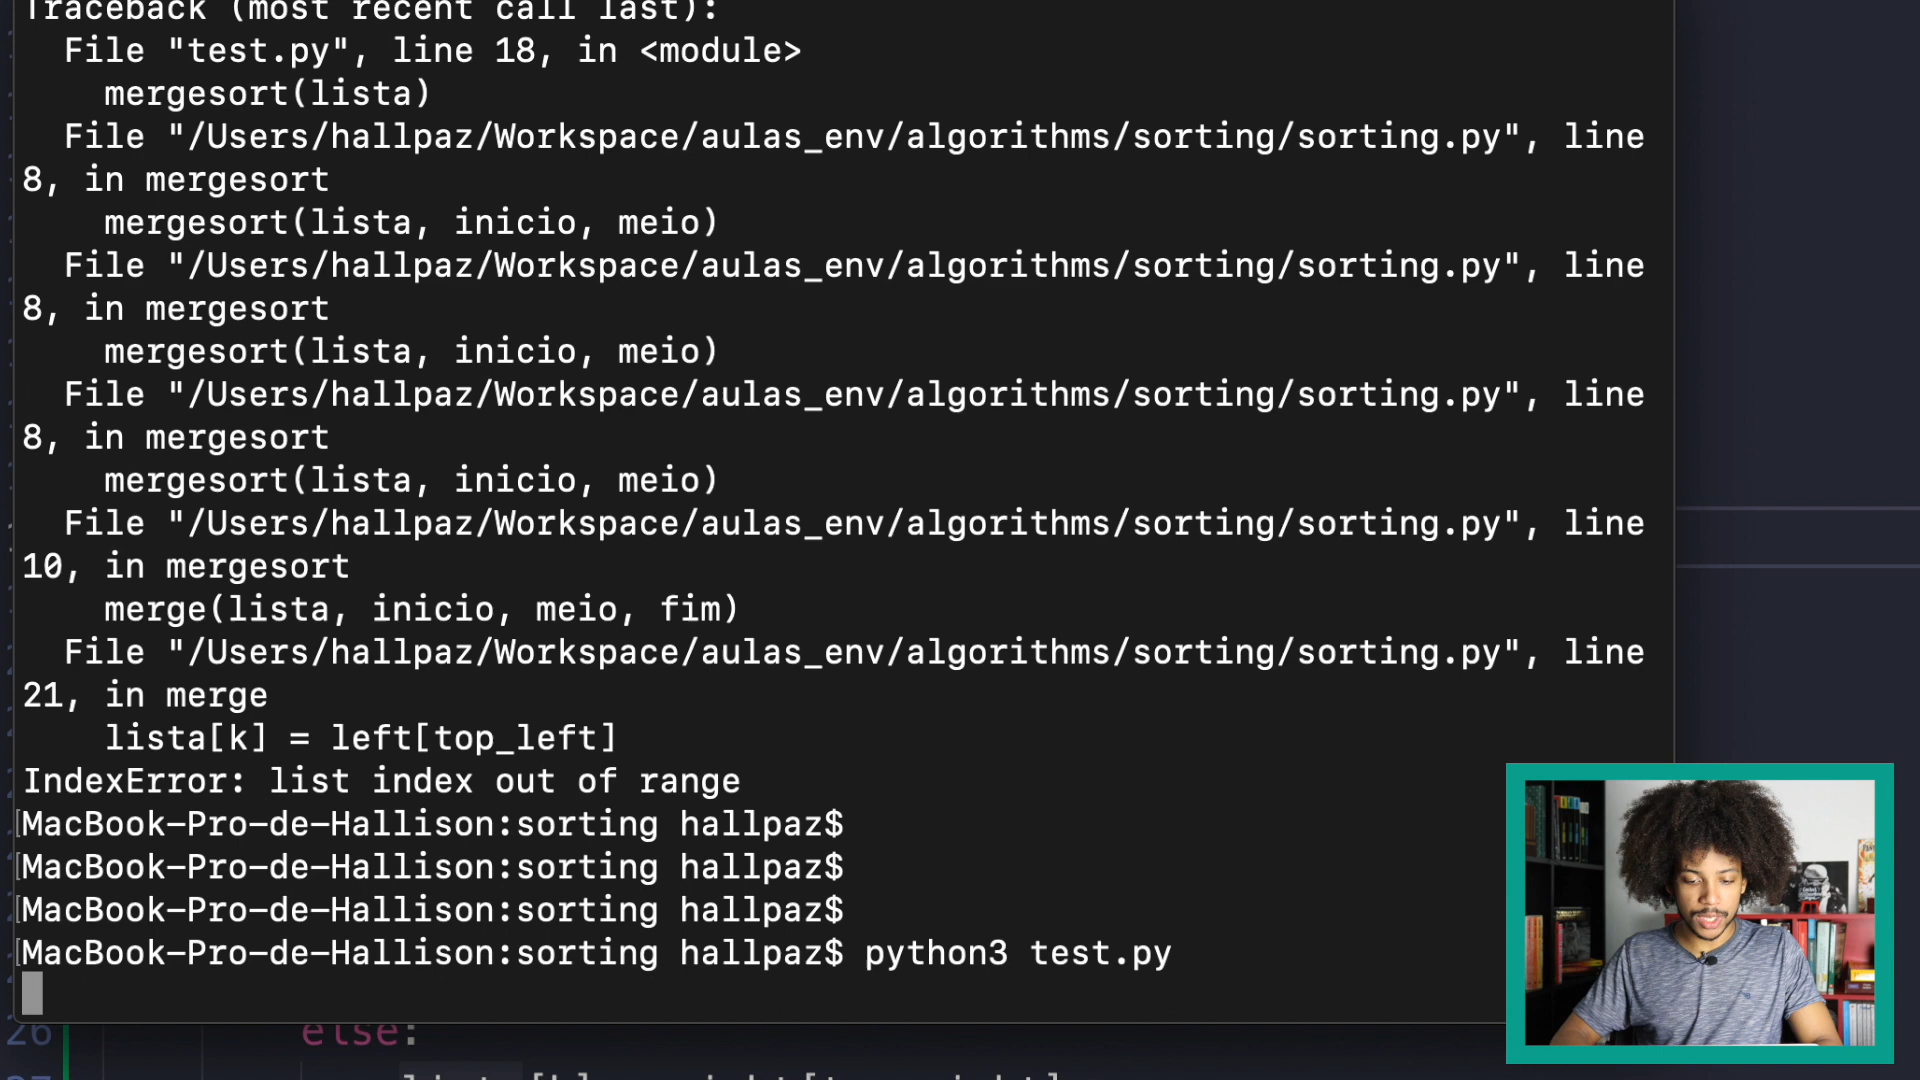 Traceback (most recent call last):
File "test.py", line 18, in <module>
mergesort(lista)
File "/Users/hallpaz/Workspace/aulas_env/algorithms/sorting/sorting.py", line
8, in mergesort
mergesort(lista, inicio, meio)
File "/Users/hallpaz/Workspace/aulas_env/algorithms/sorting/sorting.py", line
8, in mergesort
mergesort(lista, inicio, meio)
File "/Users/hallpaz/Workspace/aulas_env/algorithms/sorting/sorting.py", line
8, in mergesort
mergesort(lista, inicio, meio)
File "/Users/hallpaz/Workspace/aulas_env/algorithms/sorting/sorting.py", line
10, in mergesort
merge(lista, inicio, meio, fim)
File "/Users/hallpaz/Workspace/aulas_env/algorithms/sorting/sorting.py", line
21, in merge
lista[k] = left[top_left]
IndexError: list index out of range
[MacBook-Pro-de-Hallison:sorting hallpaz$
[MacBook-Pro-de-Hallison:sorting hallpaz$
[MacBook-Pro-de-Hallison:sorting hallpaz$
[MacBook-Pro-de-Hallison:sorting hallpaz$ python3 test.py
26 else: